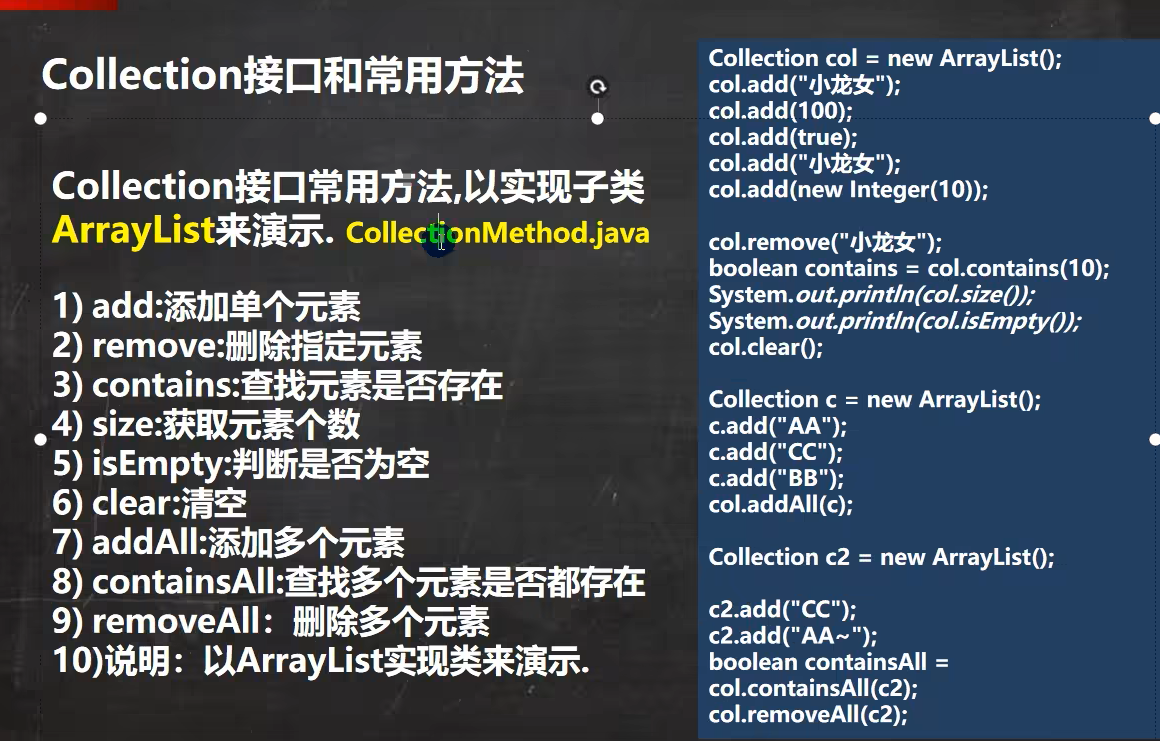 Collection接口和常用方法
Collection接口常用方法,以实现子类
ArrayList来演示. CollectionMethod.java
1) add:添加单个元素
2) remove:删除指定元素
3) contains:查找元素是否存在
4) size:获取元素个数
5) isEmpty:判断是否为空
6) clear:清空
7) addAll:添加多个元素
8) containsAll:查找多个元素是否都存在
9) removeAll：删除多个元素
10)说明：以ArrayList实现类来演示.
Collection col = new ArrayList();
col.add("小龙女");
col.add(100);
col.add(true);
col.add("小龙女");
col.add(new Integer(10));
col.remove("小龙女");
boolean contains = col.contains(10);
System.out.println(col.size());
System.out.println(col.isEmpty());
col.clear();
Collection c = new ArrayList();
c.add("AA");
c.add("CC");
c.add("BB");
col.addAll(c);
Collection c2 = new ArrayList();
c2.add("CC");
c2.add("AA~");
boolean containsAll =
col.containsAll(c2);
col.removeAll(c2);